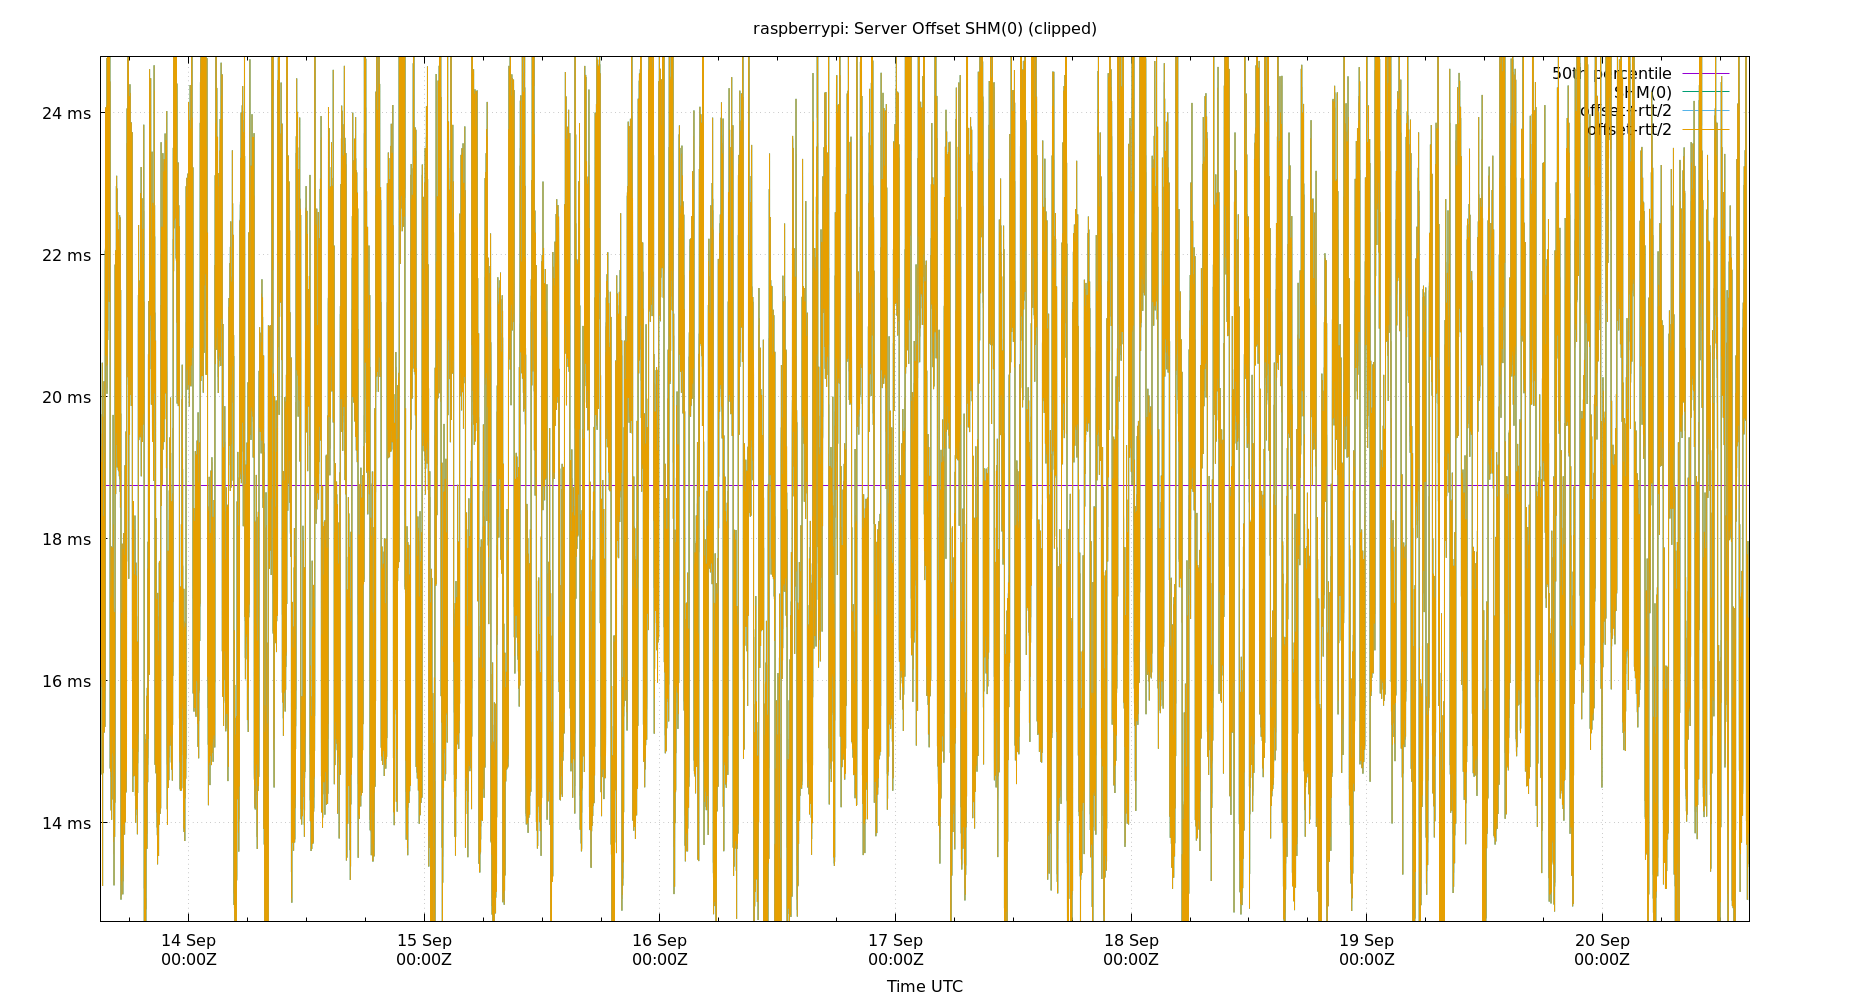 raspberrypi: Server Offset SHM(0) (clipped)
50th percentile
SHM(0)
offset+rtt/2
offset-rtt/2
24 ms
22 ms
20 ms
18 ms
16 ms
14 ms
14 Sep 15 Sep 16 Sep 17 Sep 18 Sep 19 Sep 20 Sep
00:00Z 00:00Z 00:00Z 00:00Z 00:00Z 00:00Z 00:00Z
Time UTC